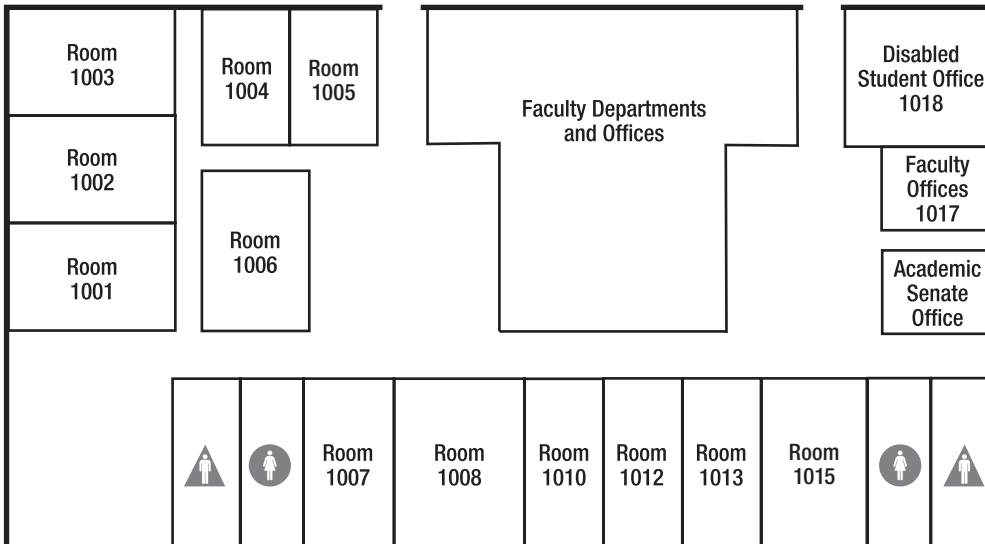 Room
1003
Room
1004
Room
1005
Faculty Departments
and Offices
Disabled
Student Office
1018
Room
1002
Faculty
Offices
1017
Room
1001
Room
1006
Academic
Senate
Office
Room
1007
Room
1008
Room
1010
Room
1012
Room
1013
Room
1015